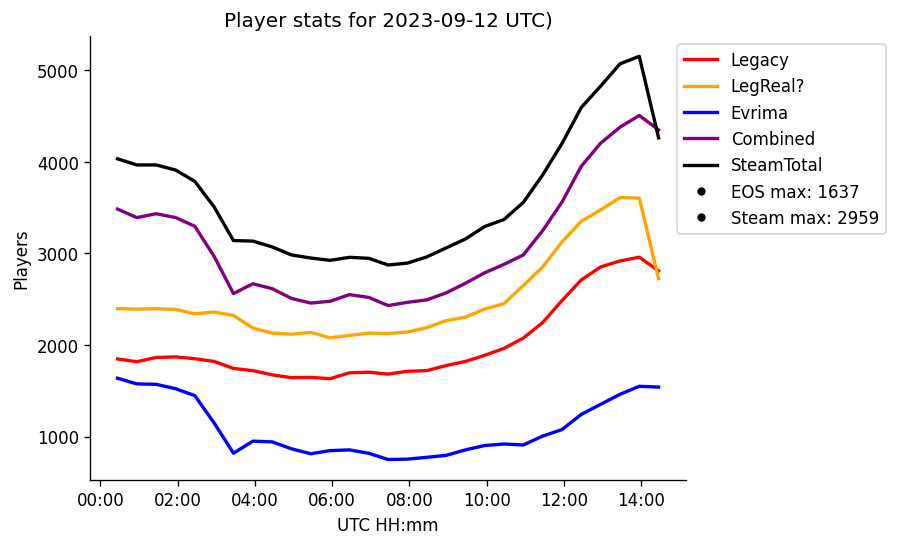 Player stats for 2023-09-12 UTC)
5000
4000
3000
2000
1000
Players
00:00 02:00 04:00 06:00 08:00 10:00 12:00 14:00
UTC HH:mm
Legacy
LegReal?
Evrima
Combined
SteamTotal
EOS max: 1637
Steam max: 2959